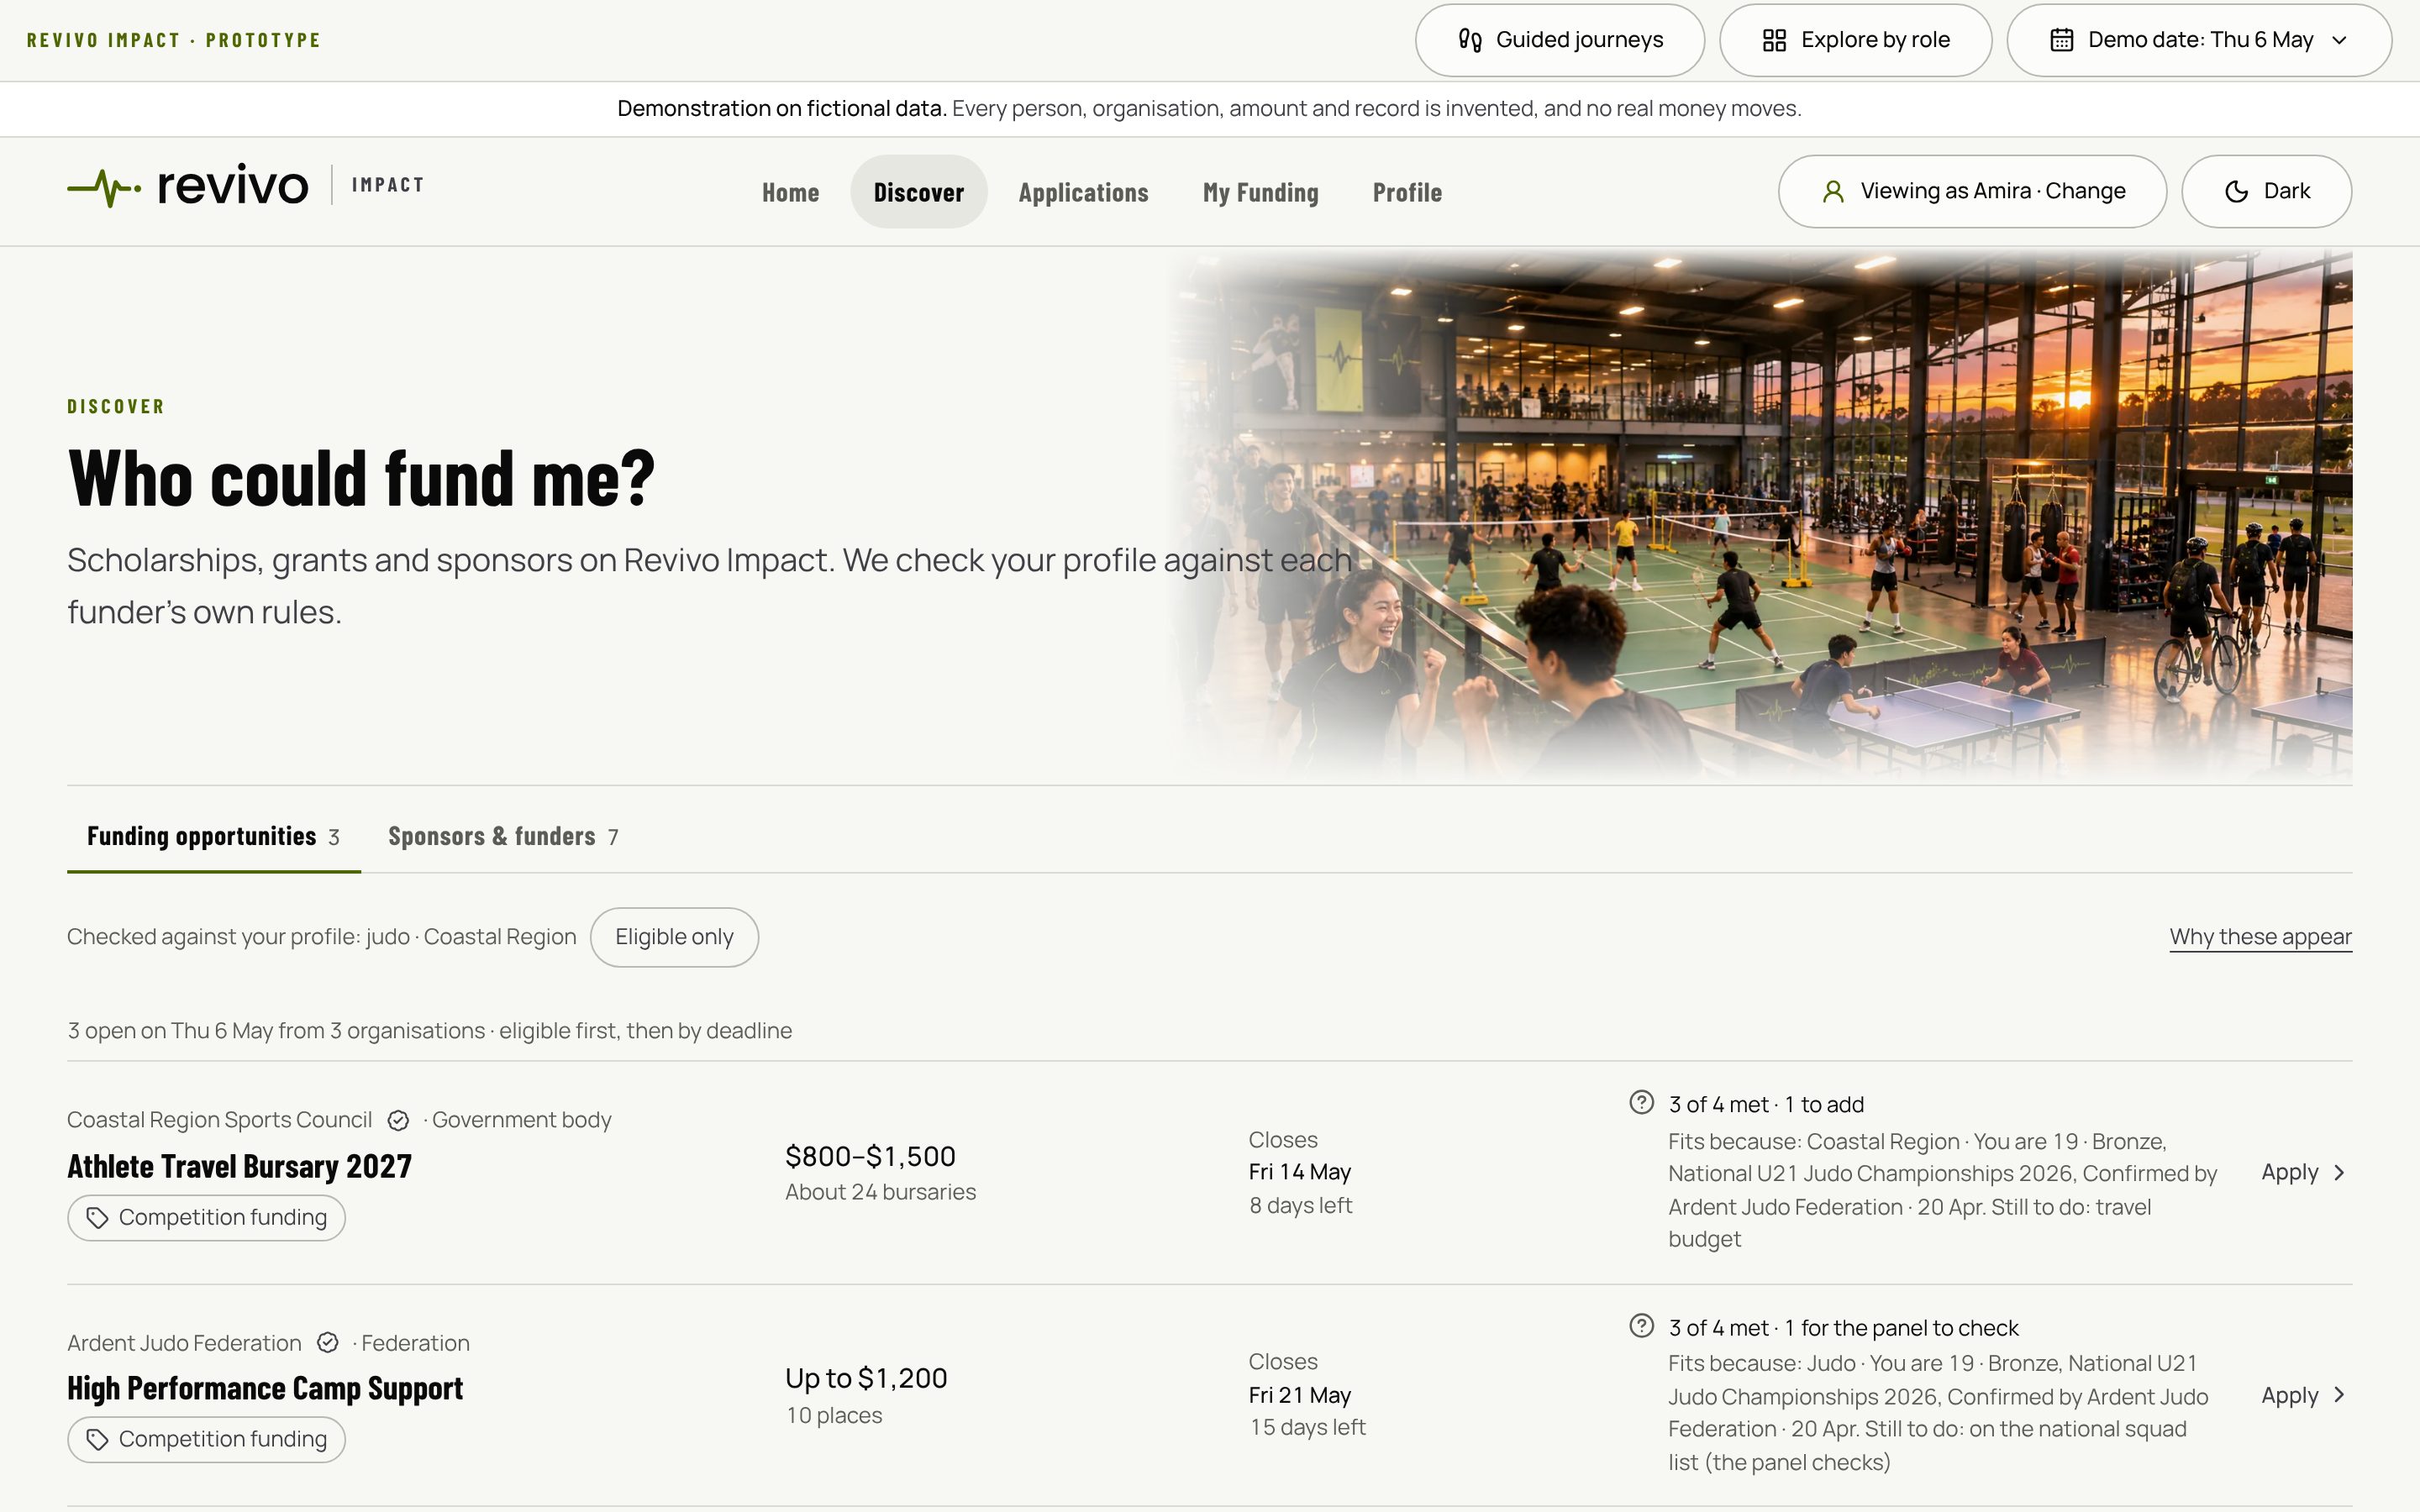 REVIVO IMPACT · PROTOTYPE
Guided journeys
Explore by role
Demo date: Thu 6 May
Demonstration on fictional data. Every person, organisation, amount and record is invented, and no real money moves.
revivo IMPACT
Home
Discover
Applications
My Funding
Profile
Viewing as Amira · Change
Dark
DISCOVER
Who could fund me?
Scholarships, grants and sponsors on Revivo Impact. We check your profile against each
funder’s own rules.
Funding opportunities 3
Sponsors & funders 7
Checked against your profile: judo · Coastal Region
Eligible only
Why these appear
3 open on Thu 6 May from 3 organisations · eligible first, then by deadline
Coastal Region Sports Council · Government body
Athlete Travel Bursary 2027
Competition funding
$800–$1,500
About 24 bursaries
Closes
Fri 14 May
8 days left
3 of 4 met · 1 to add
Fits because: Coastal Region · You are 19 · Bronze,
National U21 Judo Championships 2026, Confirmed by
Ardent Judo Federation · 20 Apr. Still to do: travel
budget
Apply
Ardent Judo Federation · Federation
High Performance Camp Support
Competition funding
Up to $1,200
10 places
Closes
Fri 21 May
15 days left
3 of 4 met · 1 for the panel to check
Fits because: Judo · You are 19 · Bronze, National U21
Judo Championships 2026, Confirmed by Ardent Judo
Federation · 20 Apr. Still to do: on the national squad
list (the panel checks)
Apply